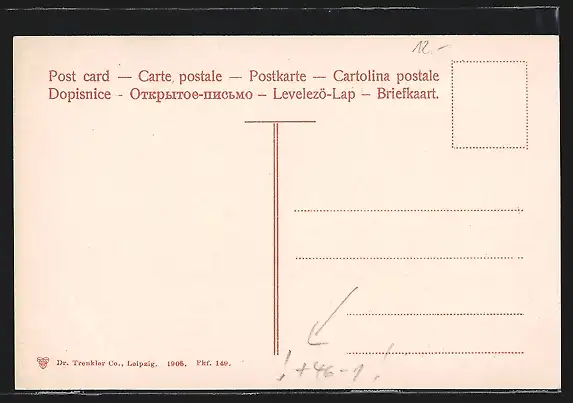 12.-
Post card — Carte postale — Postkarte — Cartolina postale
Dopisnice - Открытое-письмо – Levelező-Lap – Briefkaart.
Dr. Trenkler Co., Leipzig. 1906. Pkf. 149.
! + 46 - 1 !